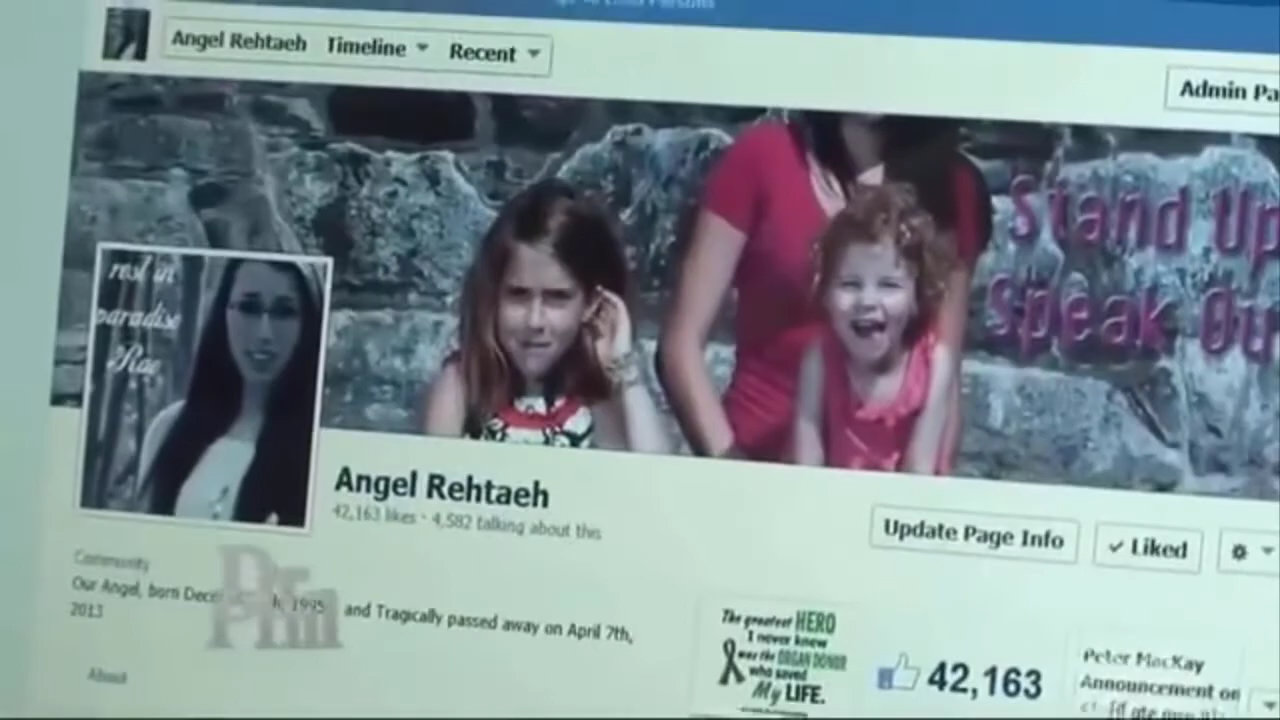 Angel Rehtaeh Timeline Recent
Admin Pa
Stand Up
Speak Ou
rest in
paradise
Rae
Angel Rehtaeh
42,163 likes · 4,582 talking about this
Update Page Info
✓ Liked
Community
Our Angel, born Dece h, 1995 and Tragically passed away on April 7th,
2013
Dr.
Phil
About
The greatest HERO
I never knew
was the ORGAN DONOR
who saved
My LIFE.
42,163
Peter MacKay
Announcement on